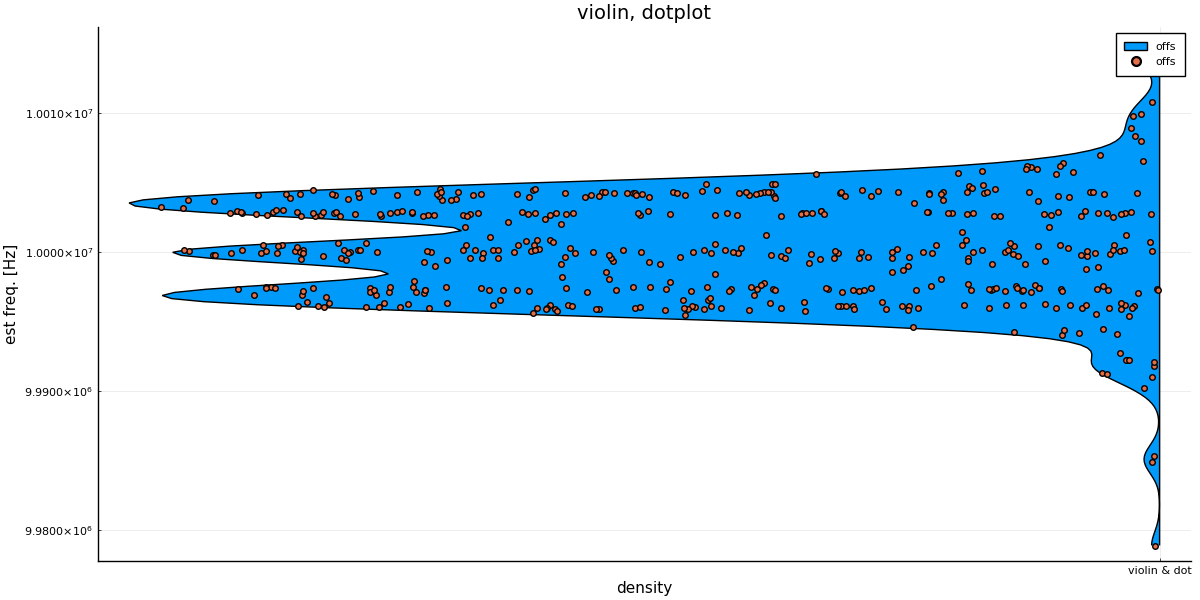 violin, dotplot
offs
offs
1.0010×10⁷
1.0000×10⁷
9.9900×10⁶
9.9800×10⁶
est freq. [Hz]
violin & dot
density